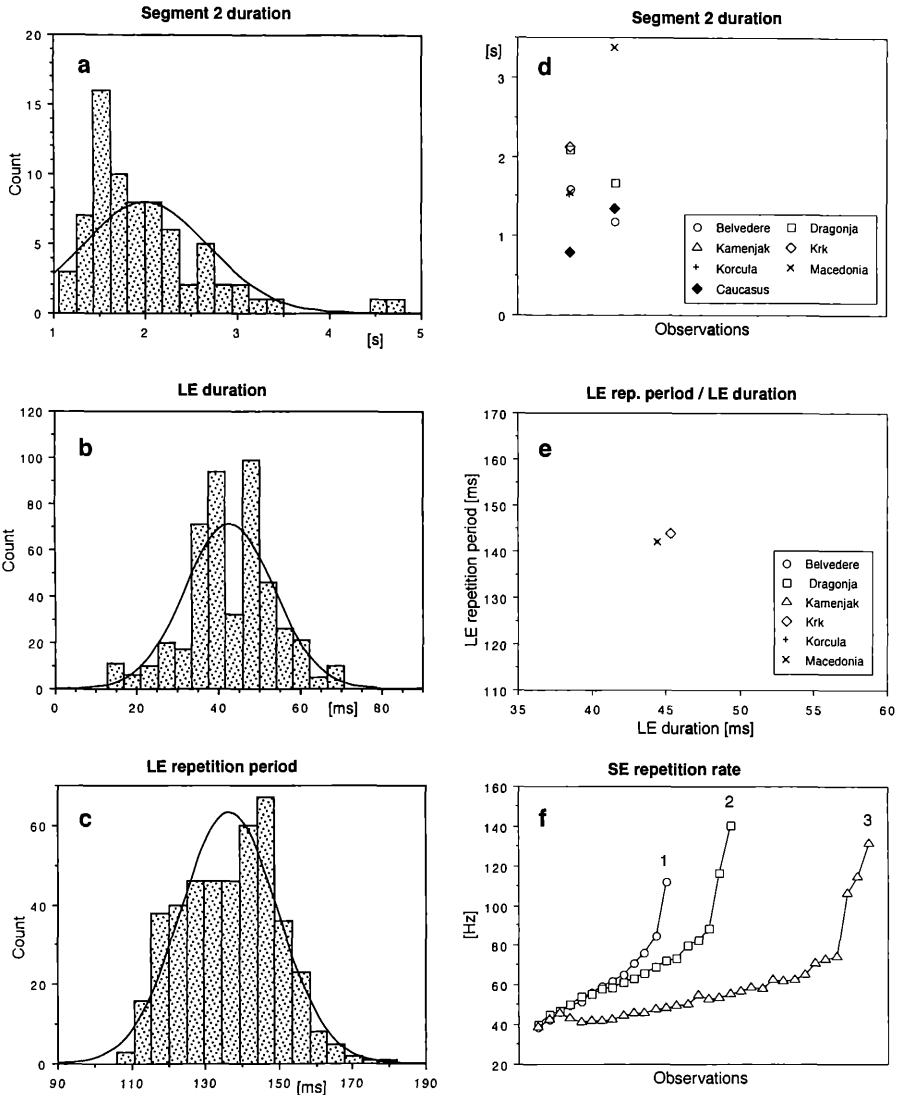 Segment 2 duration
a
20
15
10
5
0
Count
1 2 3 4 5
[s]
Segment 2 duration
[s]
d
3
2
1
0
Belvedere Dragonja
Kamenjak Krk
Korcula Macedonia
Caucasus
Observations
LE duration
b
120
100
80
60
40
20
0
Count
0 20 40 60 [ms] 80
LE rep. period / LE duration
e
170
160
150
140
130
120
110
LE repetition period [ms]
Belvedere
Dragonja
Kamenjak
Krk
Korcula
Macedonia
35 40 45 50 55 60
LE duration [ms]
LE repetition period
c
60
40
20
0
Count
90 110 130 150 170 190
[ms]
SE repetition rate
f
160
140
120
100
80
60
40
20
[Hz]
1
2
3
Observations